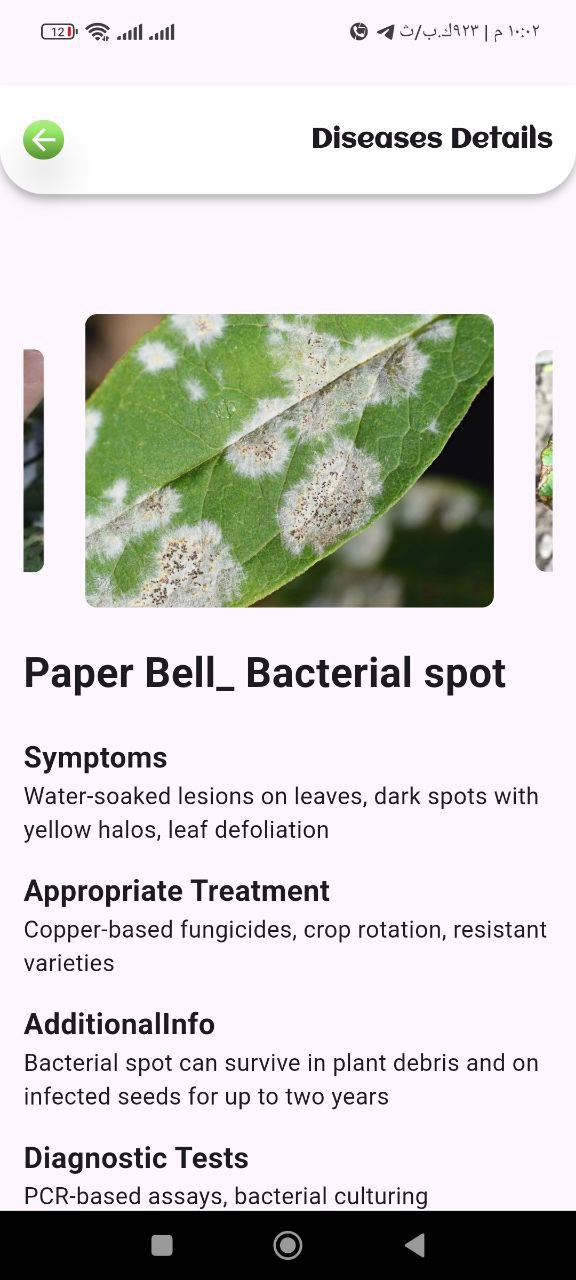 12
١٠:٠٢ م | ٩٢٣ك.ب/ث
Diseases Details
Paper Bell_ Bacterial spot
Symptoms
Water-soaked lesions on leaves, dark spots with
yellow halos, leaf defoliation
Appropriate Treatment
Copper-based fungicides, crop rotation, resistant
varieties
AdditionalInfo
Bacterial spot can survive in plant debris and on
infected seeds for up to two years
Diagnostic Tests
PCR-based assays, bacterial culturing